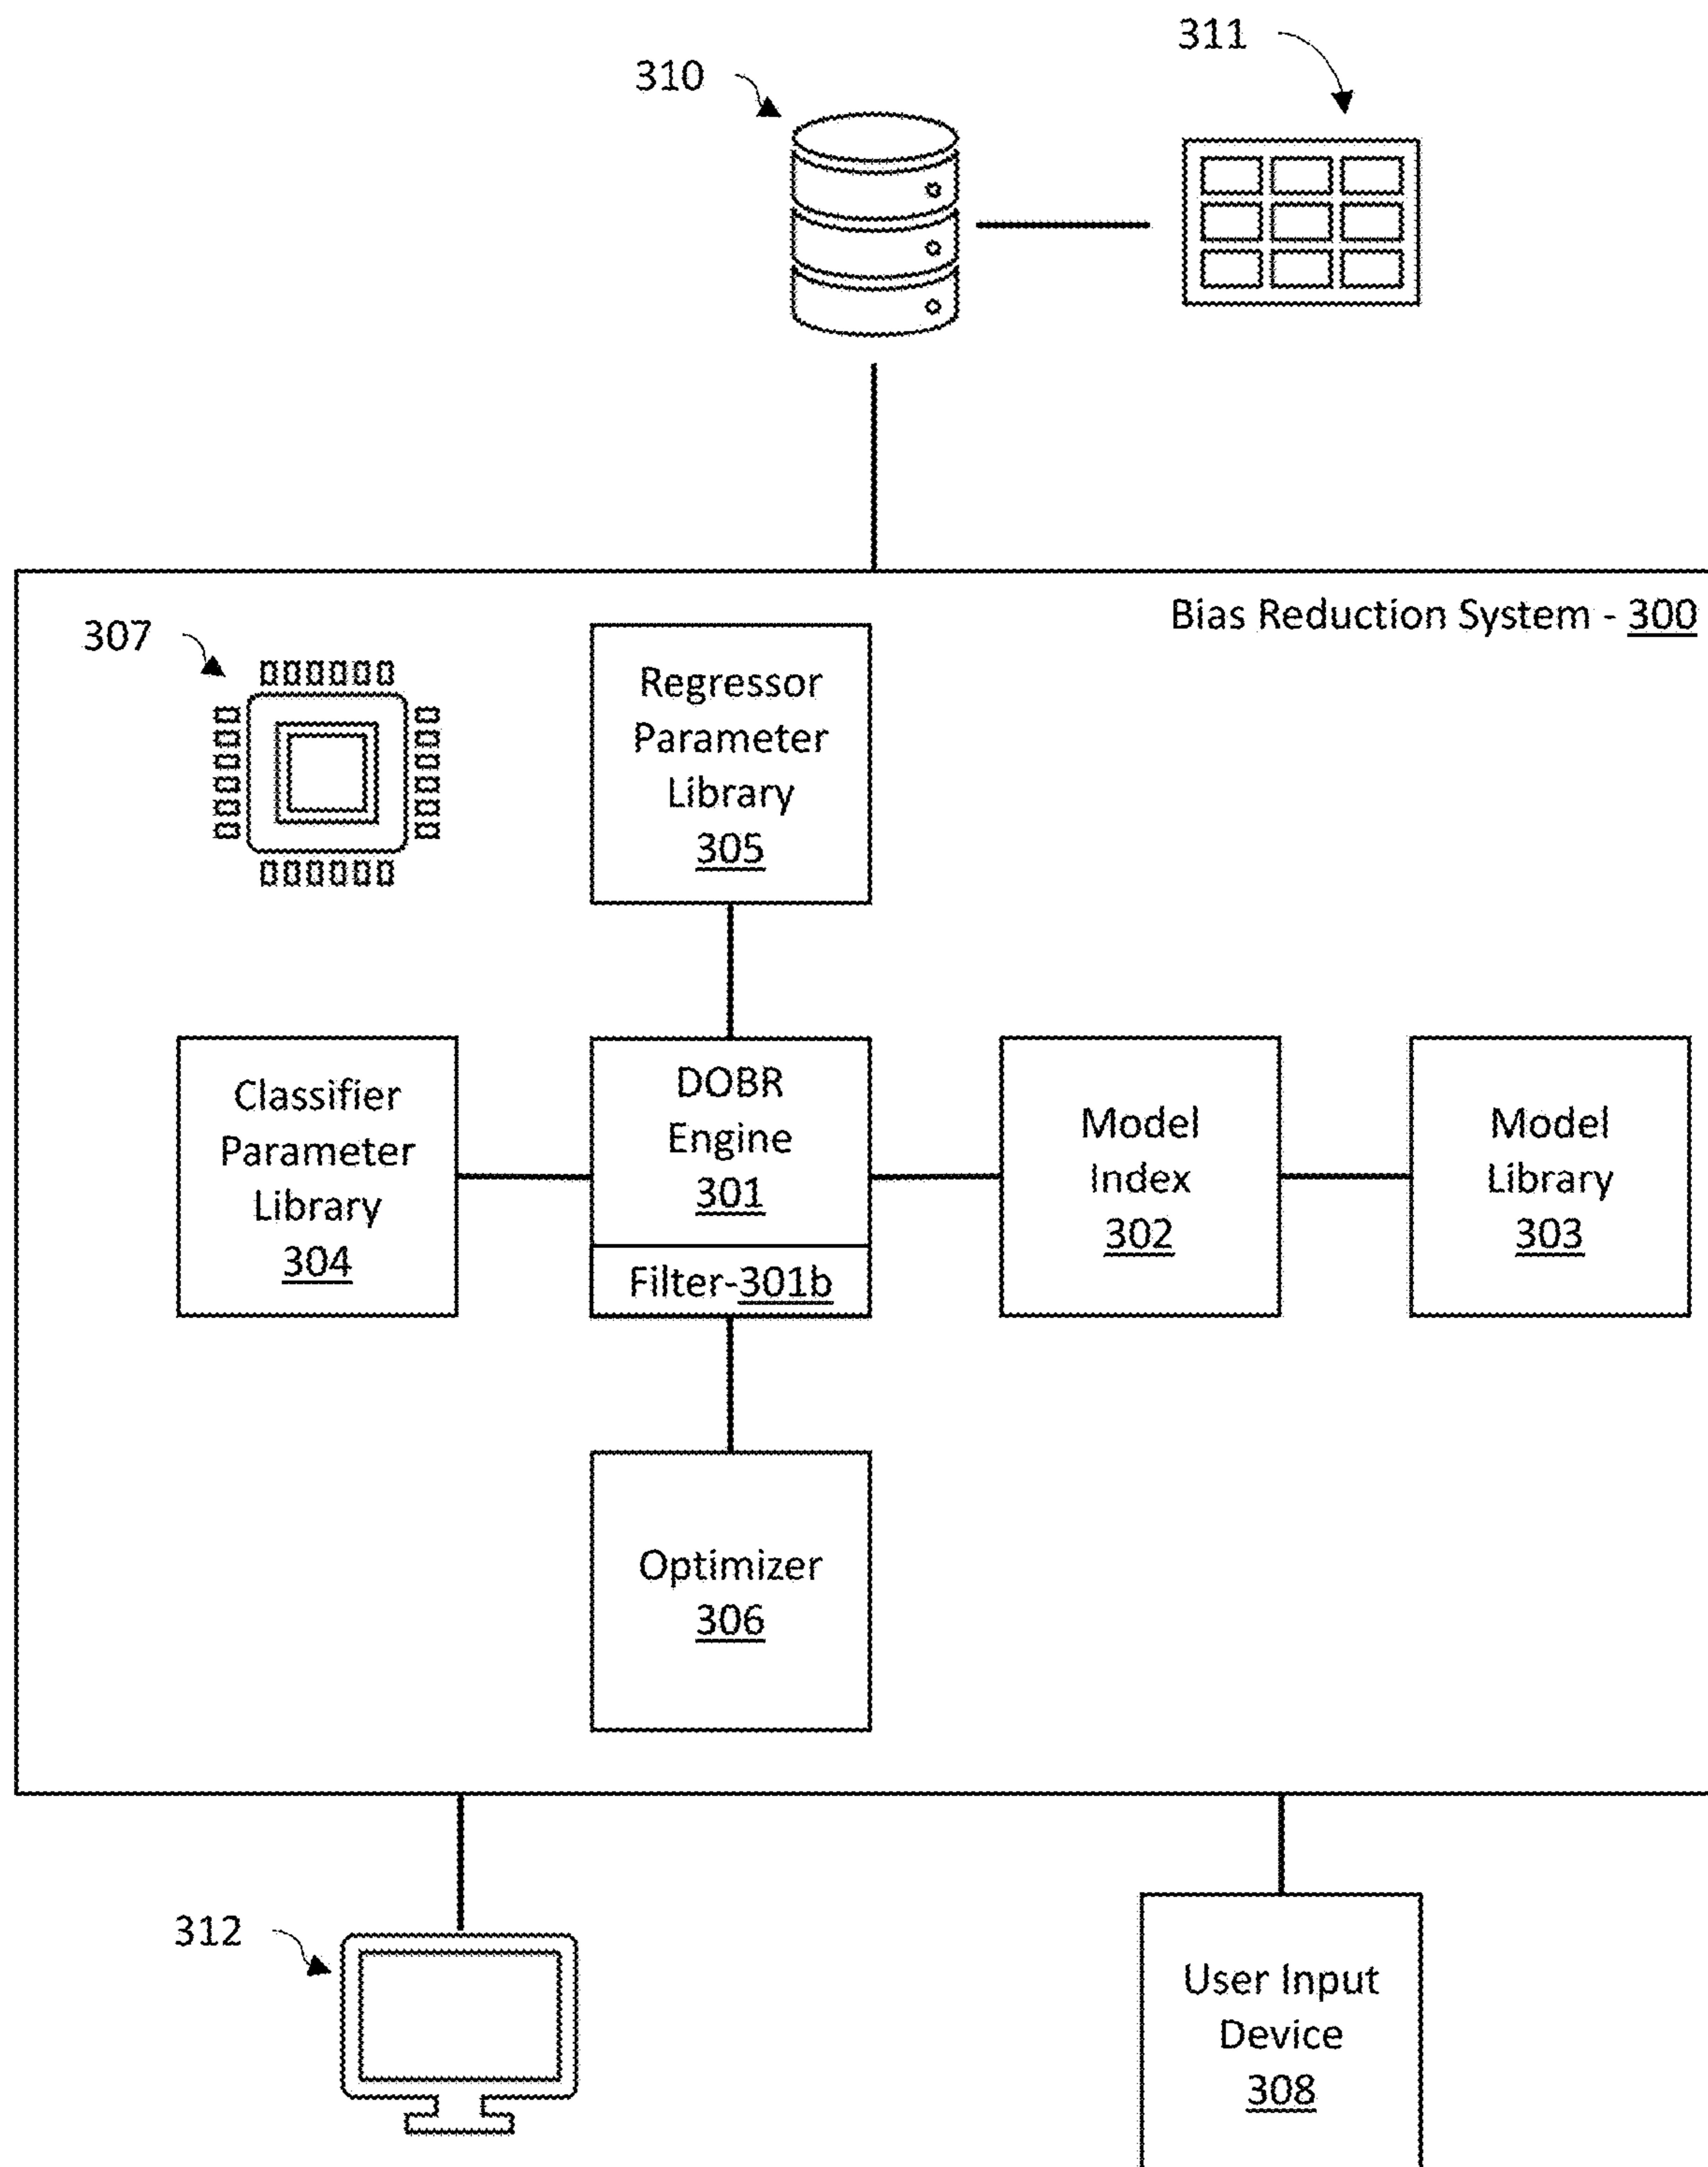 311
310
Bias Reduction System - 300
307
Regressor
Parameter
Library
305
Classifier
Parameter
Library
304
DOBR
Engine
301
Filter-301b
Model
Index
302
Model
Library
303
Optimizer
306
312
User Input
Device
308